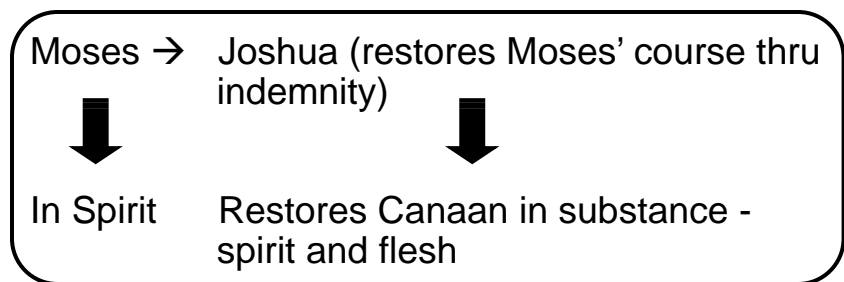 Moses → Joshua (restores Moses’ course thru
indemnity)
In Spirit Restores Canaan in substance -
spirit and flesh